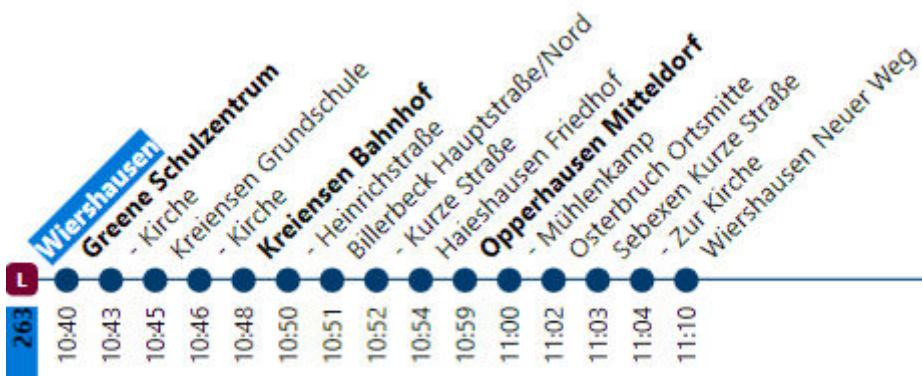 Wiershausen
Greene Schulzentrum
- Kirche
Kreiensen Grundschule
- Kirche
Kreiensen Bahnhof
- Heinrichstraße
Billerbeck Hauptstraße/Nord
- Kurze Straße
Haieshausen Friedhof
Opperhausen Mitteldorf
- Mühlenkamp
Osterbruch Ortsmitte
Sebexen Kurze Straße
- Zur Kirche
Wiershausen Neuer Weg
L
263
10:40
10:43
10:45
10:46
10:48
10:50
10:51
10:52
10:54
10:59
11:00
11:02
11:03
11:04
11:10